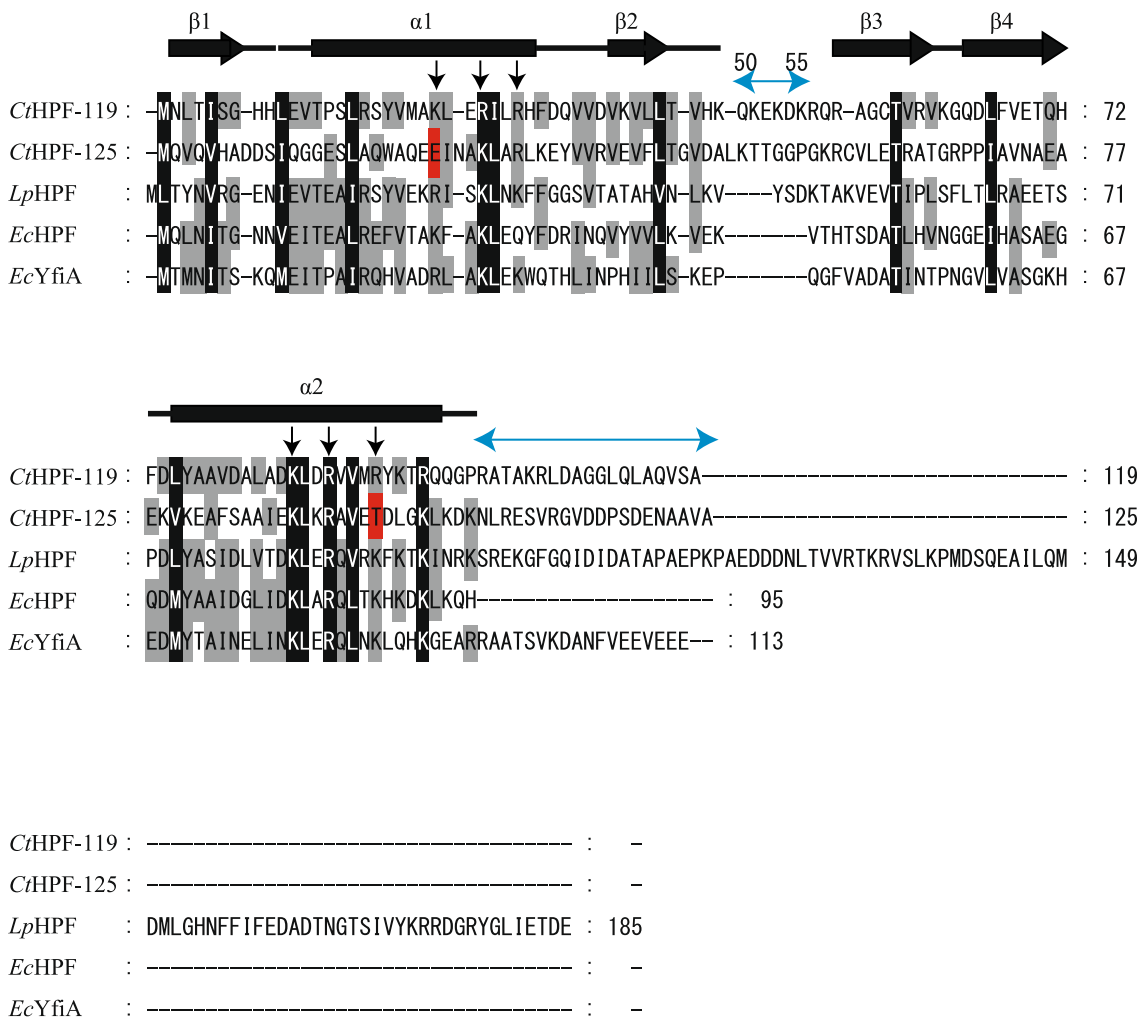 β1 α1 β2 β3 β4
50 55
CtHPF-119 : -MNLTISG-HHLEVTPSLRSYVMAKL-ERILRHFDQVVDVKVLLT-VHK-QKEKDKRQR-AGCTVRVKGQDLFVETQH : 72
CtHPF-125 : -MQVQVHADDSIQGGESLAQWAQEEINAKLARLKEYVVRVEVFLTGVDALKTTGGPGKRCVLETRATGRPPIAVNAEA : 77
LpHPF : MLTYNVRG-ENIEVTEAIRSYVEKRI-SKLNKFFGGSVTATAHVN-LKV----YSDKTAKVEVTIPLSFLTLRAEETS : 71
EcHPF : -MQLNITG-NNVEITEALREFVTAKF-AKLEQYFDRINQVYVVLK-VEK-------VTHTSDATLHVNGGEIHASAEG : 67
EcYfiA : -MTMNITS-KQMEITPAIRQHVADRL-AKLEKWQTHLINPHIILS-KEP-------QGFVADATINTPNGVLVASGKH : 67
α2
CtHPF-119 : FDLYAAVDALADKLDRVVMRYKTRQQGPRATAKRLDAGGLQLAQVSA------------------------------ : 119
CtHPF-125 : EKVKEAFSAAIEKLKRAVETDLGKLKDKNLRESVRGVDDPSDENAAVA----------------------------- : 125
LpHPF : PDLYASIDLVTDKLERQVRKFKTKINRKSREKGFGQIDIDATAPAEPKPAEDDDNLTVVRTKRVSLKPMDSQEAILQM : 149
EcHPF : QDMYAAIDGLIDKLARQLTKHKDKLKQH-------------------- : 95
EcYfiA : EDMYTAINELINKLERQLNKLQHKGEARRAATSVKDANFVEEVEEE-- : 113
CtHPF-119 : ------------------------------------ : -
CtHPF-125 : ------------------------------------ : -
LpHPF : DMLGHNFFIFEDADTNGTSIVYKRRDGRYGLIETDE : 185
EcHPF : ------------------------------------ : -
EcYfiA : ------------------------------------ : -